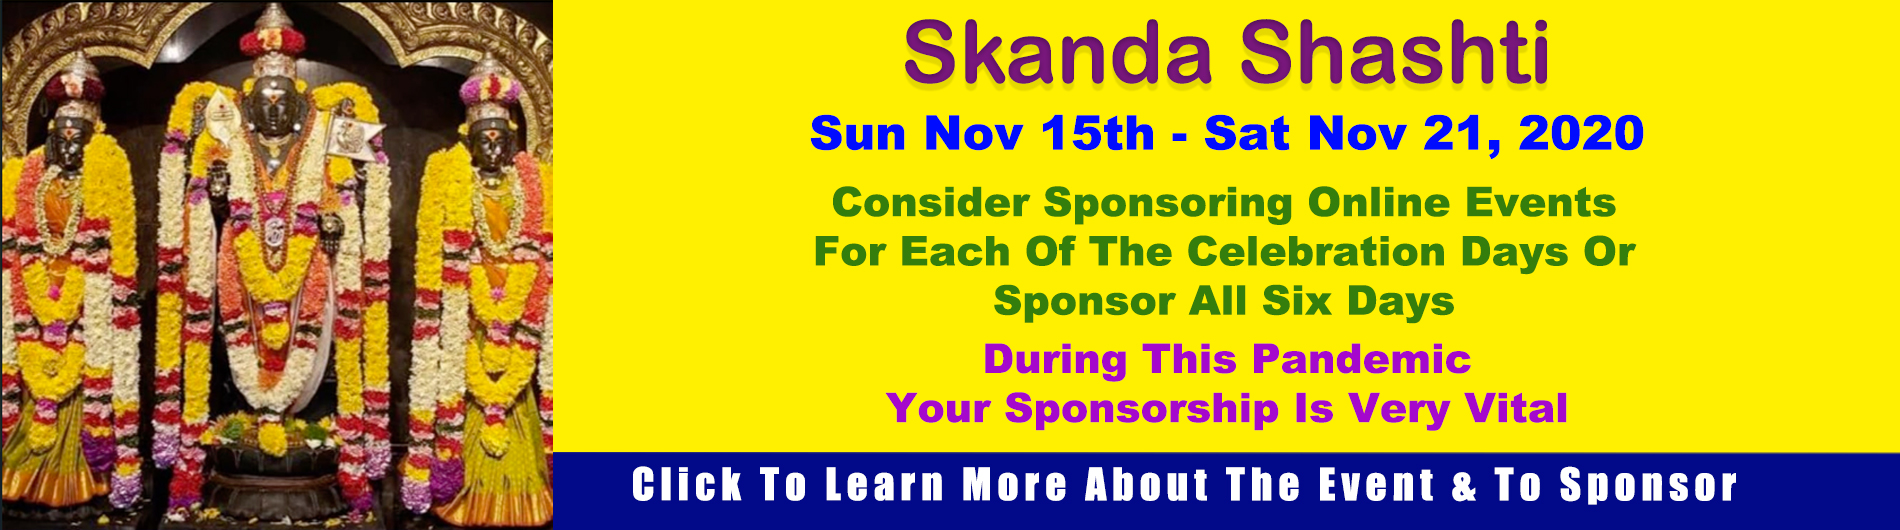 Skanda Shashti
Sun Nov 15th - Sat Nov 21, 2020
Consider Sponsoring Online Events
For Each Of The Celebration Days Or
Sponsor All Six Days
During This Pandemic
Your Sponsorship Is Very Vital
Click To Learn More About The Event & To Sponsor